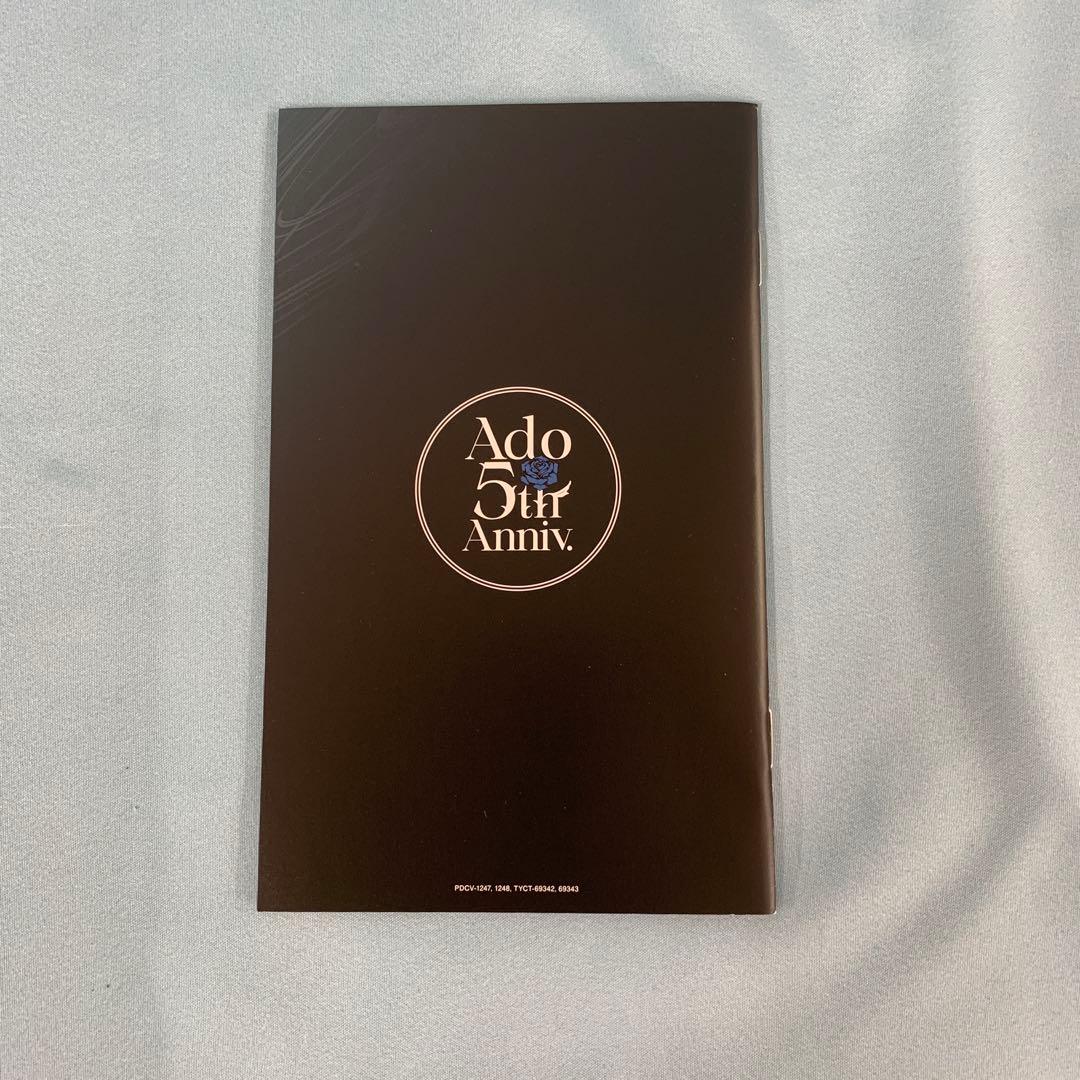 Ado
5th
Anniv.
PDCV-1247, 1248, TYCT-69342, 69343